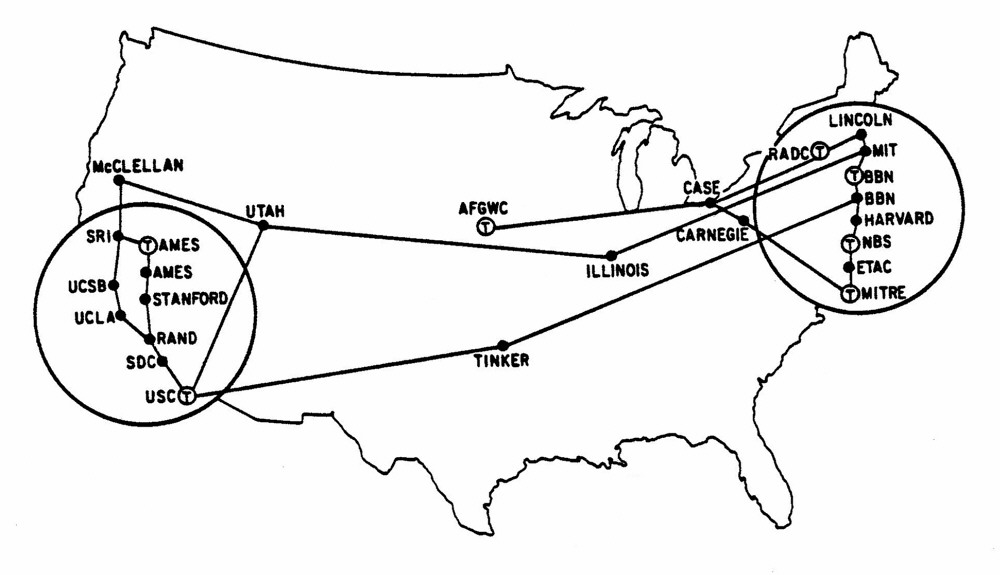 LINCOLN
RADC T
MIT
T BBN
BBN
HARVARD
T NBS
ETAC
T MITRE
McCLELLAN
CASE
UTAH
AFGWC
T
CARNEGIE
SRI
T AMES
ILLINOIS
AMES
UCSB
STANFORD
UCLA
RAND
SDC
TINKER
USC T